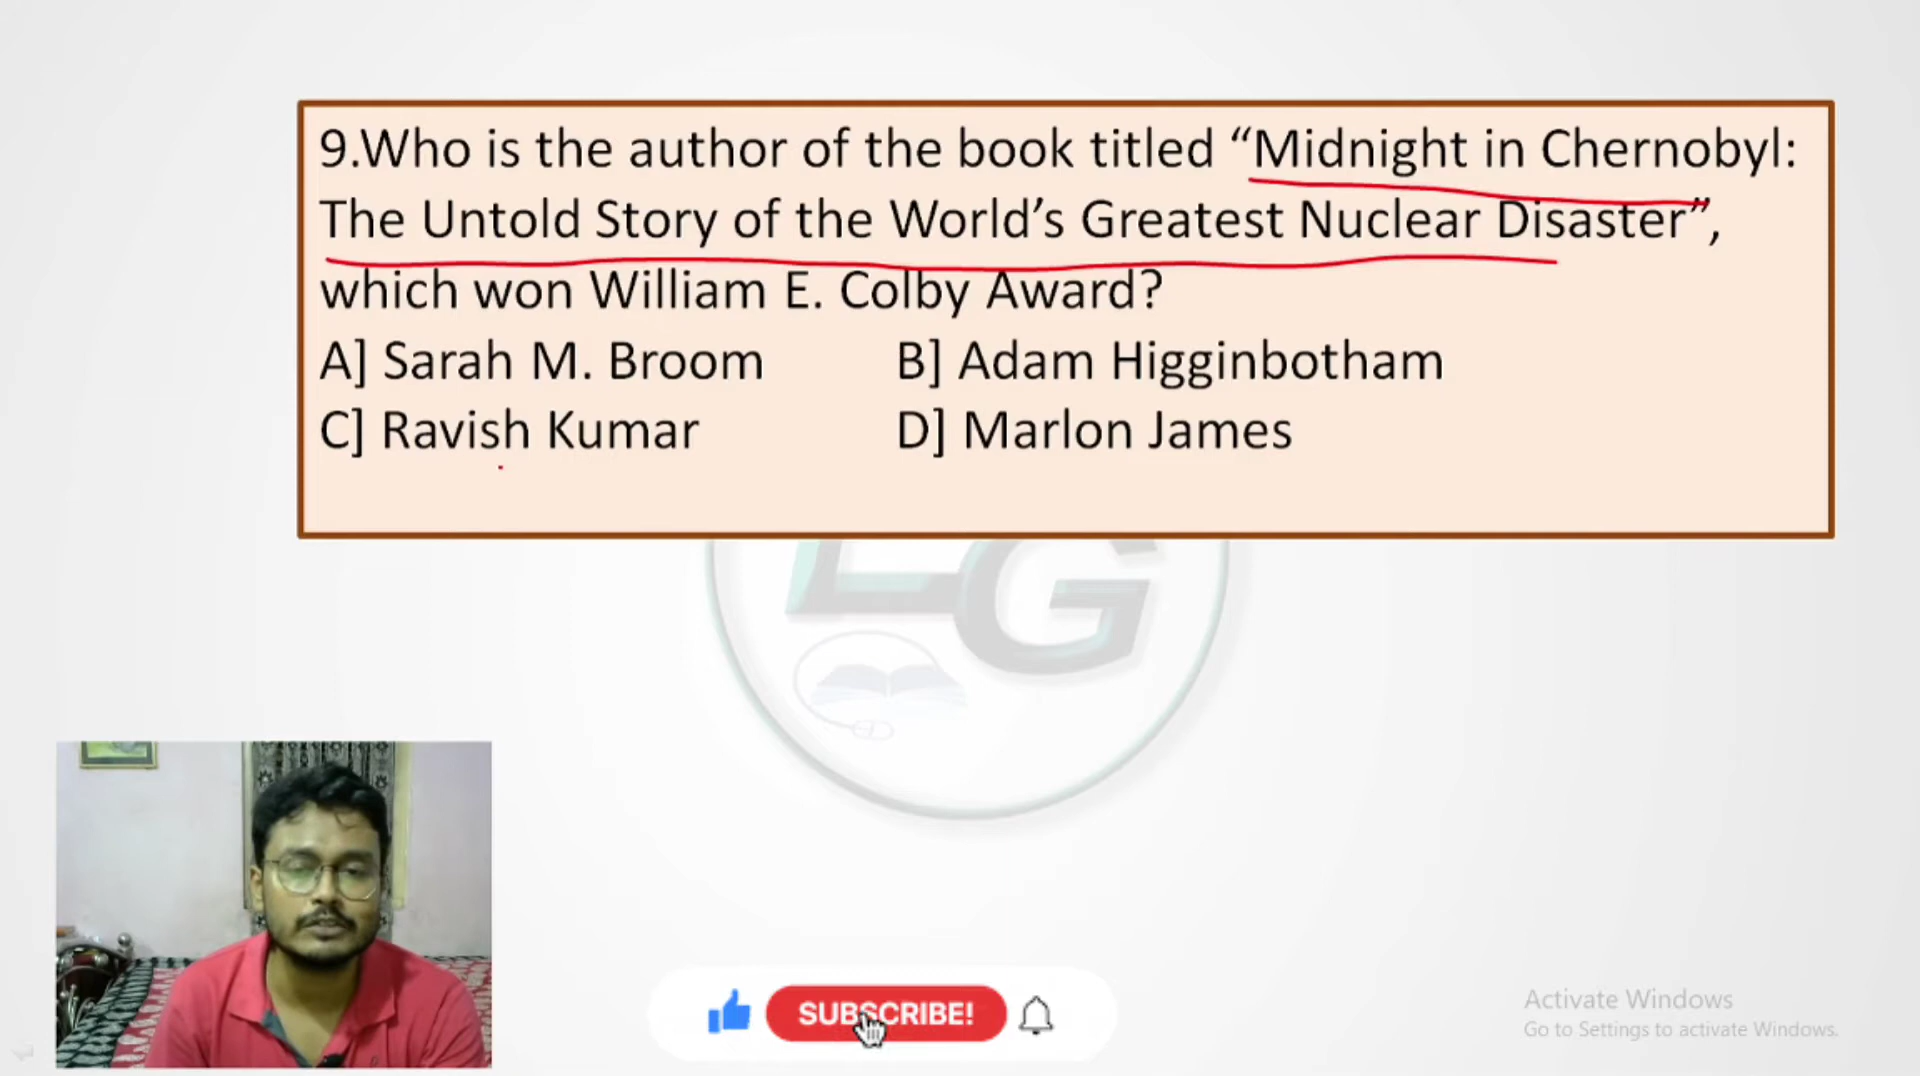 9.Who is the author of the book titled “Midnight in Chernobyl:
The Untold Story of the World’s Greatest Nuclear Disaster”,
which won William E. Colby Award?
A] Sarah M. Broom B] Adam Higginbotham
C] Ravish Kumar D] Marlon James
LG
SUBSCRIBE!
Activate Windows
Go to Settings to activate Windows.